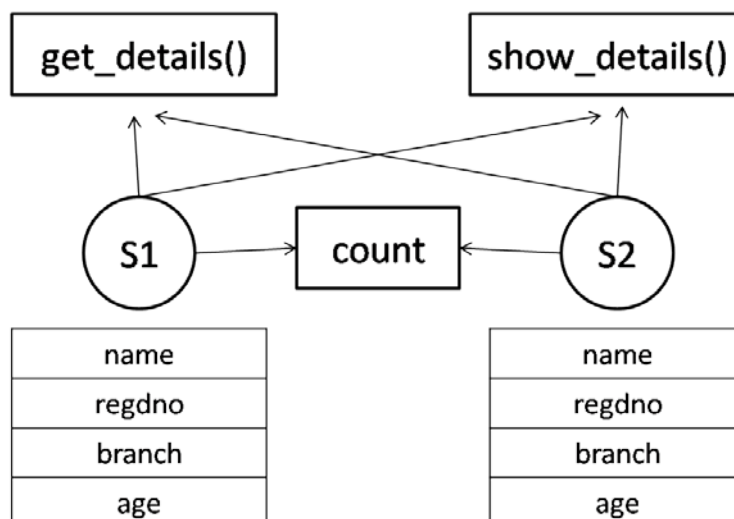 get_details()
show_details()
S1
count
S2
name
regdno
branch
age
name
regdno
branch
age